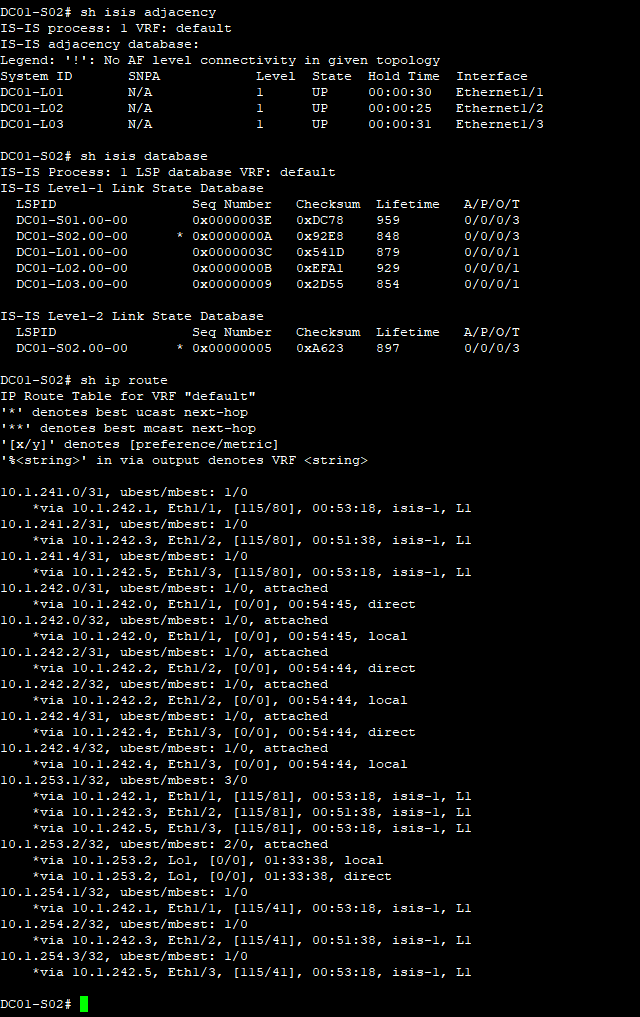 DC01-S02# sh isis adjacency
IS-IS process: 1 VRF: default
IS-IS adjacency database:
Legend: '!': No AF level connectivity in given topology
System ID       SNPA            Level  State  Hold Time  Interface
DC01-L01        N/A             1      UP     00:00:30   Ethernet1/1
DC01-L02        N/A             1      UP     00:00:25   Ethernet1/2
DC01-L03        N/A             1      UP     00:00:31   Ethernet1/3
DC01-S02# sh isis database
IS-IS Process: 1 LSP database VRF: default
IS-IS Level-1 Link State Database
  LSPID                 Seq Number   Checksum  Lifetime   A/P/O/T
  DC01-S01.00-00        0x0000003E   0xDC78    959        0/0/0/3
  DC01-S02.00-00      * 0x0000000A   0x92E8    848        0/0/0/3
  DC01-L01.00-00        0x0000003C   0x541D    879        0/0/0/1
  DC01-L02.00-00        0x0000000B   0xEFA1    929        0/0/0/1
  DC01-L03.00-00        0x00000009   0x2D55    854        0/0/0/1
IS-IS Level-2 Link State Database
  LSPID                 Seq Number   Checksum  Lifetime   A/P/O/T
  DC01-S02.00-00      * 0x00000005   0xA623    897        0/0/0/3
DC01-S02# sh ip route
IP Route Table for VRF "default"
'*' denotes best ucast next-hop
'**' denotes best mcast next-hop
'[x/y]' denotes [preference/metric]
'%<string>' in via output denotes VRF <string>
10.1.241.0/31, ubest/mbest: 1/0
    *via 10.1.242.1, Eth1/1, [115/80], 00:53:18, isis-1, L1
10.1.241.2/31, ubest/mbest: 1/0
    *via 10.1.242.3, Eth1/2, [115/80], 00:51:38, isis-1, L1
10.1.241.4/31, ubest/mbest: 1/0
    *via 10.1.242.5, Eth1/3, [115/80], 00:53:18, isis-1, L1
10.1.242.0/31, ubest/mbest: 1/0, attached
    *via 10.1.242.0, Eth1/1, [0/0], 00:54:45, direct
10.1.242.0/32, ubest/mbest: 1/0, attached
    *via 10.1.242.0, Eth1/1, [0/0], 00:54:45, local
10.1.242.2/31, ubest/mbest: 1/0, attached
    *via 10.1.242.2, Eth1/2, [0/0], 00:54:44, direct
10.1.242.2/32, ubest/mbest: 1/0, attached
    *via 10.1.242.2, Eth1/2, [0/0], 00:54:44, local
10.1.242.4/31, ubest/mbest: 1/0, attached
    *via 10.1.242.4, Eth1/3, [0/0], 00:54:44, direct
10.1.242.4/32, ubest/mbest: 1/0, attached
    *via 10.1.242.4, Eth1/3, [0/0], 00:54:44, local
10.1.253.1/32, ubest/mbest: 3/0
    *via 10.1.242.1, Eth1/1, [115/81], 00:53:18, isis-1, L1
    *via 10.1.242.3, Eth1/2, [115/81], 00:51:38, isis-1, L1
    *via 10.1.242.5, Eth1/3, [115/81], 00:53:18, isis-1, L1
10.1.253.2/32, ubest/mbest: 2/0, attached
    *via 10.1.253.2, Lo1, [0/0], 01:33:38, local
    *via 10.1.253.2, Lo1, [0/0], 01:33:38, direct
10.1.254.1/32, ubest/mbest: 1/0
    *via 10.1.242.1, Eth1/1, [115/41], 00:53:18, isis-1, L1
10.1.254.2/32, ubest/mbest: 1/0
    *via 10.1.242.3, Eth1/2, [115/41], 00:51:38, isis-1, L1
10.1.254.3/32, ubest/mbest: 1/0
    *via 10.1.242.5, Eth1/3, [115/41], 00:53:18, isis-1, L1
DC01-S02#